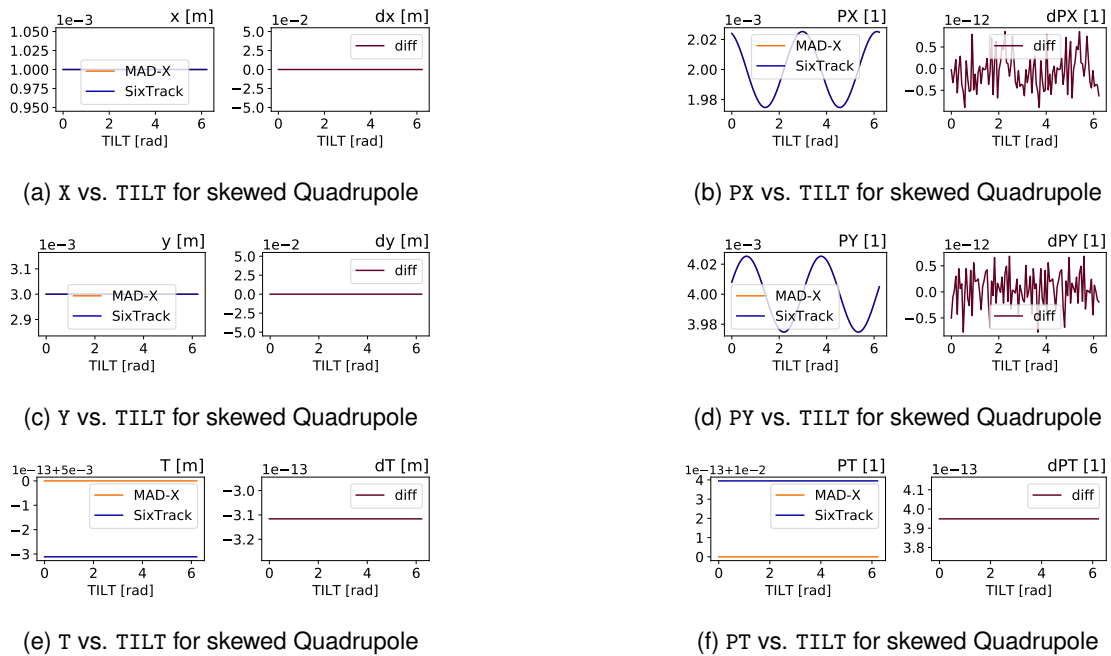 x [m]
1e−3
1.050
1.025
1.000
0.975
0.950
MAD-X
SixTrack
0 2 4 6
TILT [rad]
dx [m]
1e−2
5.0
2.5
0.0
−2.5
−5.0
diff
0 2 4 6
TILT [rad]
(a) X vs. TILT for skewed Quadrupole
PX [1]
1e−3
2.03
2.00
1.98
MAD-X
SixTrack
0 2 4 6
TILT [rad]
dPX [1]
1e−12
0.5
0.0
−0.5
diff
0 2 4 6
TILT [rad]
(b) PX vs. TILT for skewed Quadrupole
y [m]
1e−3
3.1
3.0
2.9
MAD-X
SixTrack
0 2 4 6
TILT [rad]
dy [m]
1e−2
5.0
2.5
0.0
−2.5
−5.0
diff
0 2 4 6
TILT [rad]
(c) Y vs. TILT for skewed Quadrupole
PY [1]
1e−3
4.02
4.00
3.98
MAD-X
SixTrack
0 2 4 6
TILT [rad]
dPY [1]
1e−12
0.5
0.0
−0.5
diff
0 2 4 6
TILT [rad]
(d) PY vs. TILT for skewed Quadrupole
T [m]
1e−13+5e−3
0
−1
−2
−3
MAD-X
SixTrack
0 2 4 6
TILT [rad]
dT [m]
1e−13
−3.0
−3.1
−3.2
diff
0 2 4 6
TILT [rad]
(e) T vs. TILT for skewed Quadrupole
PT [1]
1e−13+1e−2
4
3
2
1
0
MAD-X
SixTrack
0 2 4 6
TILT [rad]
dPT [1]
1e−13
4.1
4.0
3.9
3.8
diff
0 2 4 6
TILT [rad]
(f) PT vs. TILT for skewed Quadrupole